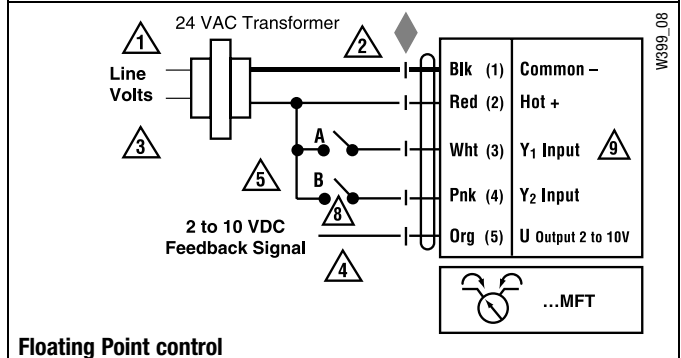 24 VAC Transformer
1
2
Line
Volts
3
Blk (1) Common –
Red (2) Hot +
A
Wht (3) Y₁ Input
9
5
B
Pnk (4) Y₂ Input
8
2 to 10 VDC
Feedback Signal
4
Org (5) U Output 2 to 10V
...MFT
W399_08
Floating Point control